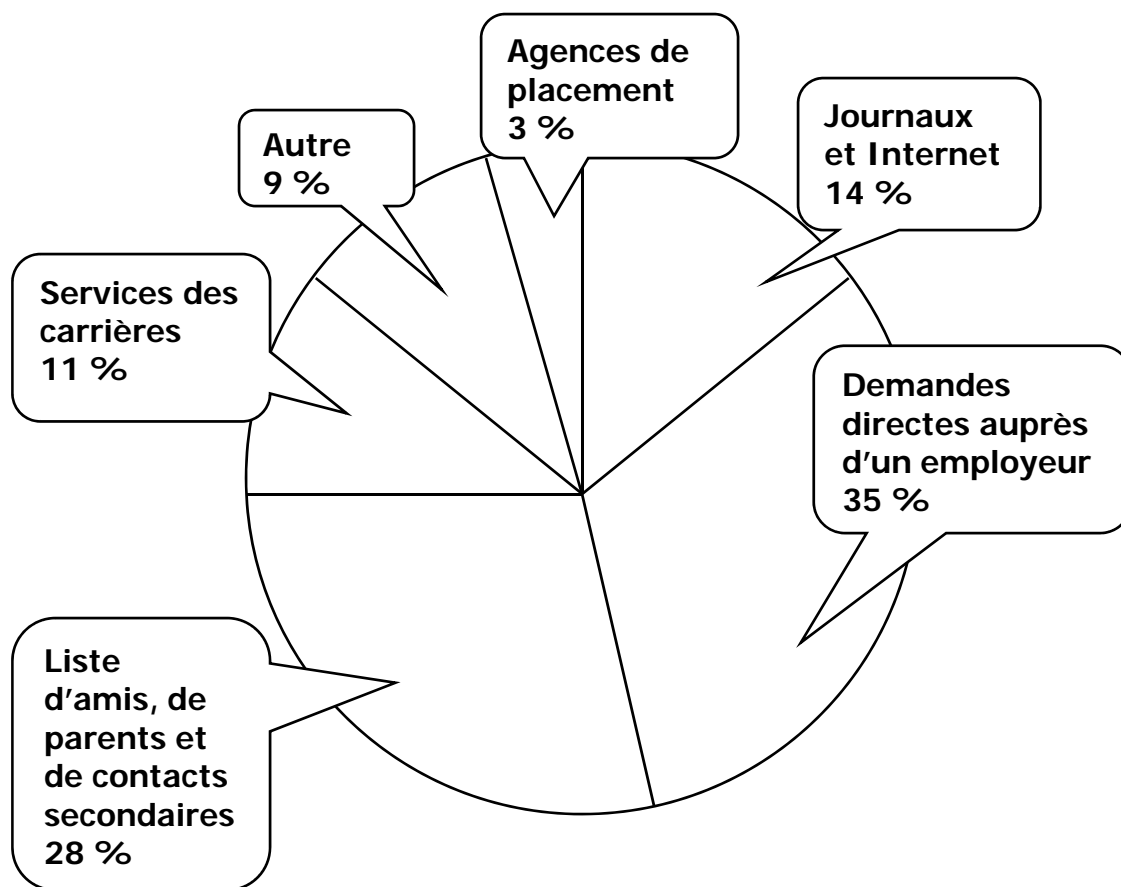 Agences de
placement
3 %
Journaux
et Internet
14 %
Autre
9 %
Services des
carrières
11 %
Demandes
directes auprès
d’un employeur
35 %
Liste
d’amis, de
parents et
de contacts
secondaires
28 %